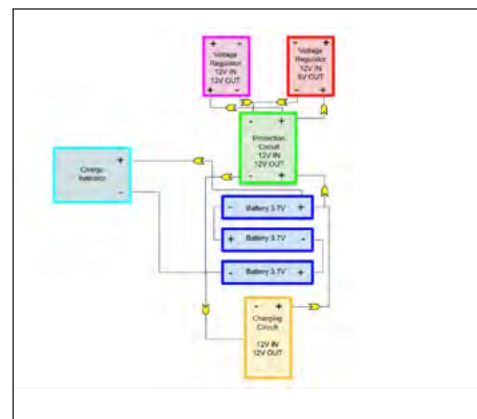 + - - +
Voltage
Regulator
12V IN
12V OUT
+ -
Voltage
Regulator
12V IN
5V OUT
- +
- +
Protection
Circuit
12V IN
12V OUT
- +
+
Charge
Indicator
-
- Battery 3.7V +
+ Battery 3.7V -
- Battery 3.7V +
- +
Charging
Circuit
12V IN
12V OUT